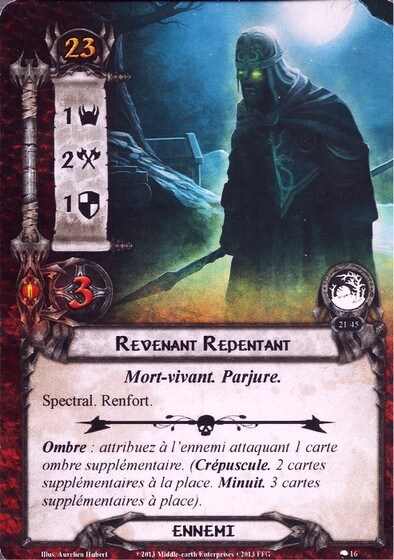 23
1
2
1
3
21-45
Revenant Repentant
Mort-vivant. Parjure.
Spectral. Renfort.
Ombre : attribuez à l'ennemi attaquant 1 carte
ombre supplémentaire. (Crépuscule. 2 cartes
supplémentaires à la place. Minuit. 3 cartes
supplémentaires à place).
ENNEMI
Illus. Aurelien Hubert ©2013 Middle-earth Enterprises ©2013 FFG 16